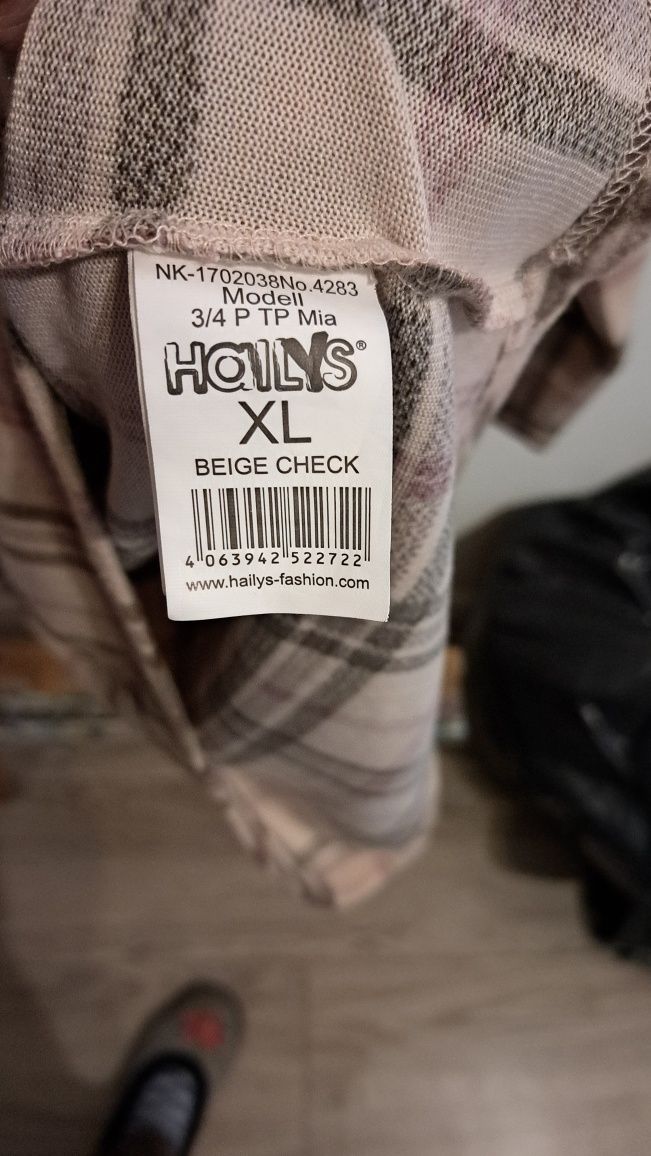 NK-1702038No.4283
Modell
3/4 P TP Mia
HaILYS®
XL
BEIGE CHECK
4 063942 522722
www.hailys-fashion.com